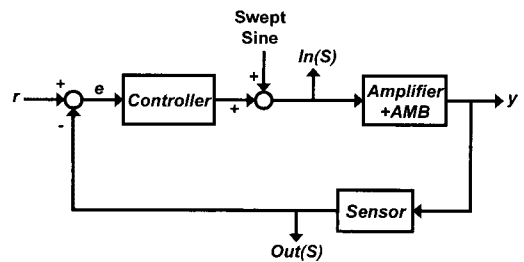 Swept
Sine
In(S)
+
r
+
e
Controller
+
Amplifier
+AMB
y
-
Sensor
Out(S)